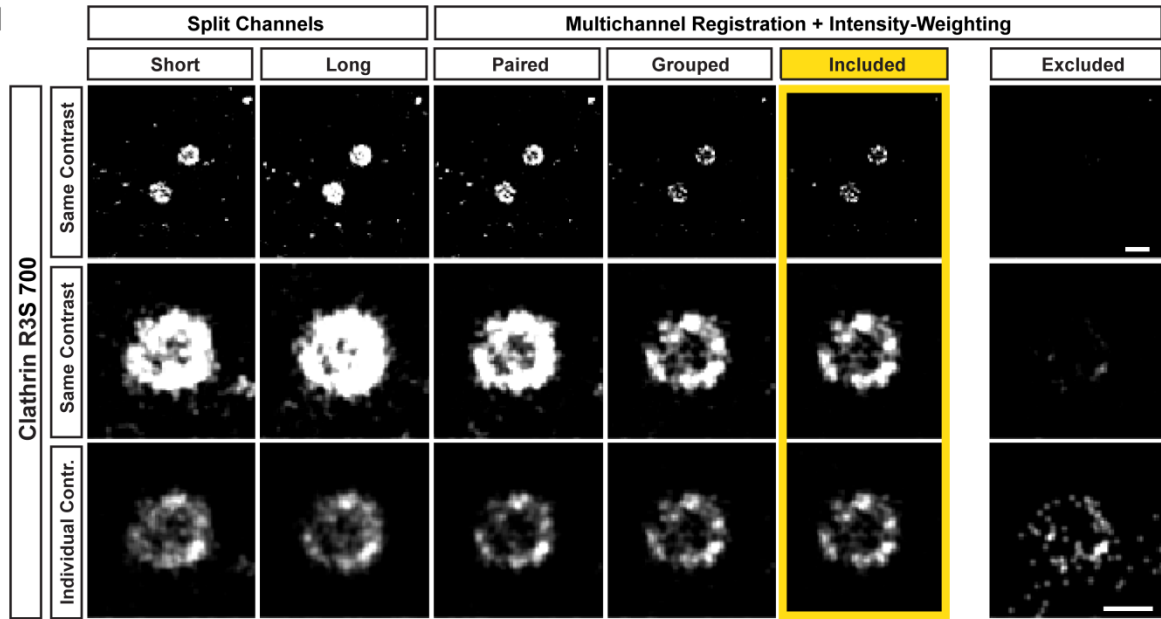 Split Channels
Multichannel Registration + Intensity-Weighting
Short
Long
Paired
Grouped
Included
Excluded
Clathrin R3S 700
Same Contrast
Same Contrast
Individual Contr.